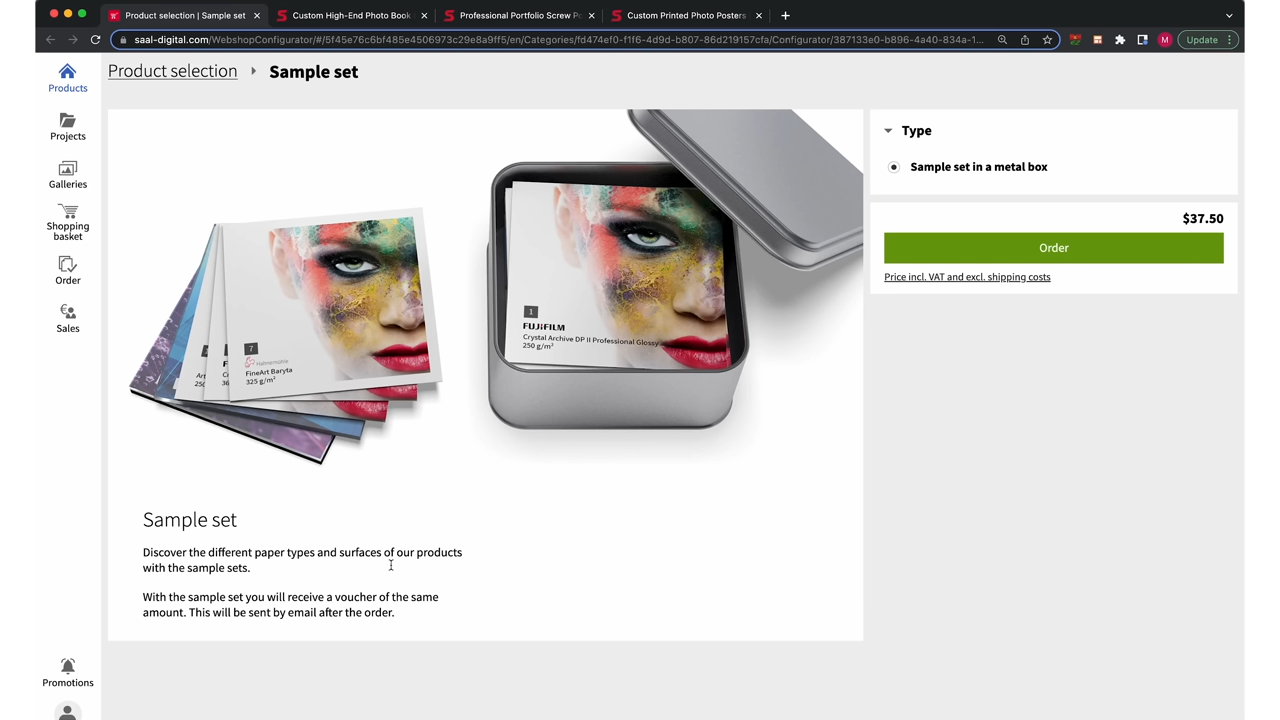 Product selection | Sample set
Custom High-End Photo Book
Professional Portfolio Screw Po
Custom Printed Photo Posters
saal-digital.com/WebshopConfigurator/#/5f45e76c6bf485e4506973c29e8a9ff5/en/Categories/fd474ef0-f1f6-4d9d-b807-86d219157cfa/Configurator/387133e0-b896-4a40-834a-1...
M
Update
Products
Projects
Galleries
Shopping
basket
Order
Sales
Promotions
Product selection
Sample set
7
Hahnemühle
FineArt Baryta
325 g/m²
1
FUJIFILM
Crystal Archive DP II Professional Glossy
250 g/m²
Sample set
Discover the different paper types and surfaces of our products
with the sample sets.
With the sample set you will receive a voucher of the same
amount. This will be sent by email after the order.
Type
Sample set in a metal box
$37.50
Order
Price incl. VAT and excl. shipping costs